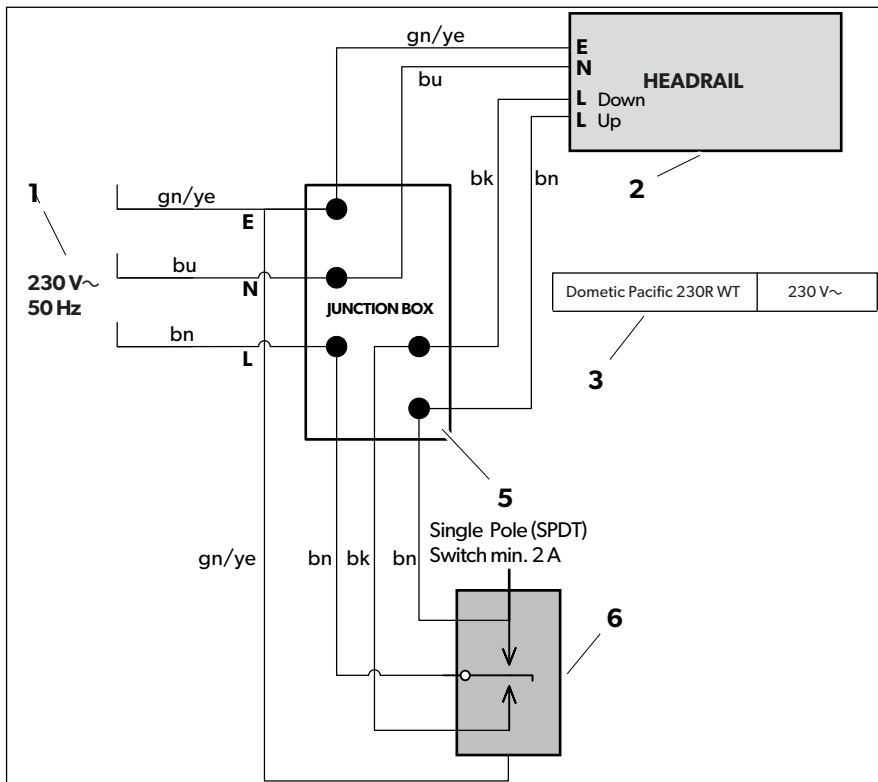 gn/ye
E
HEADRAIL
bu
N
L Down
L Up
bk
bn
2
1
gn/ye
E
bu
230 V~
50 Hz
N
JUNCTION BOX
Dometic Pacific 230R WT
230 V~
bn
L
3
5
Single Pole (SPDT)
Switch min. 2 A
gn/ye
bn
bk
bn
6